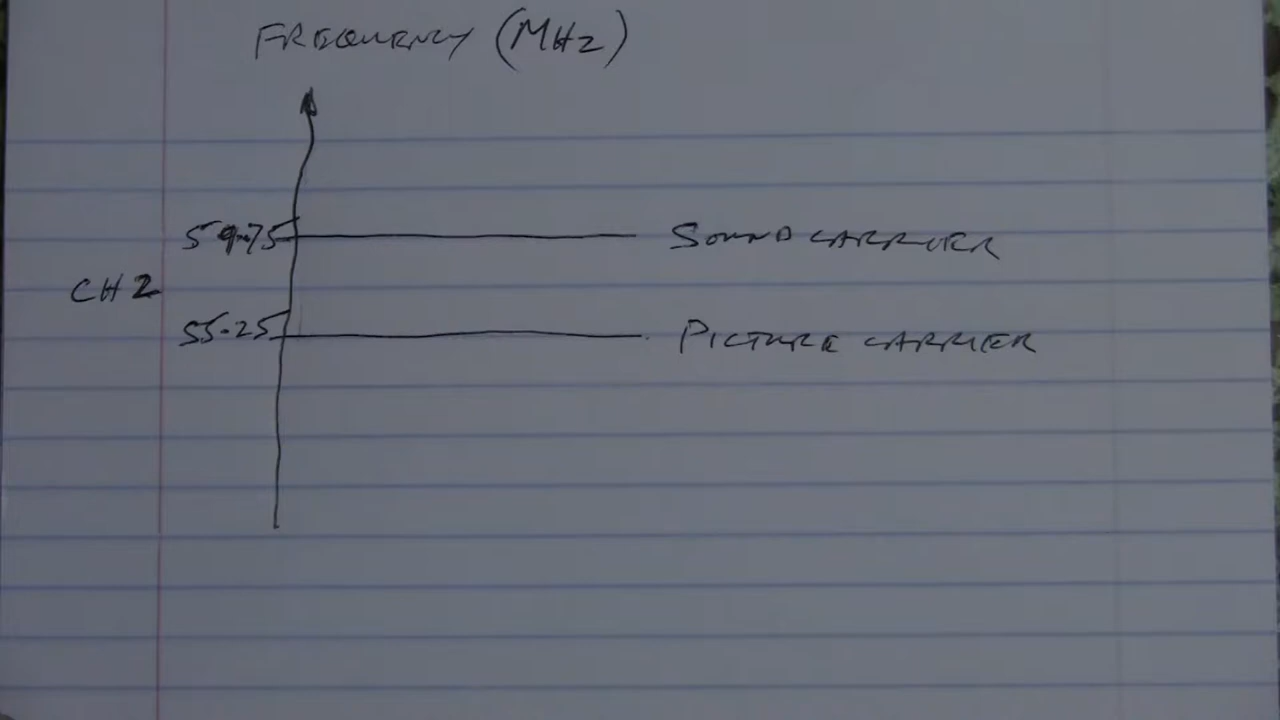 FREQUENCY (MHz)
59.75 SOUND CARRIER
CH 2
55.25 PICTURE CARRIER